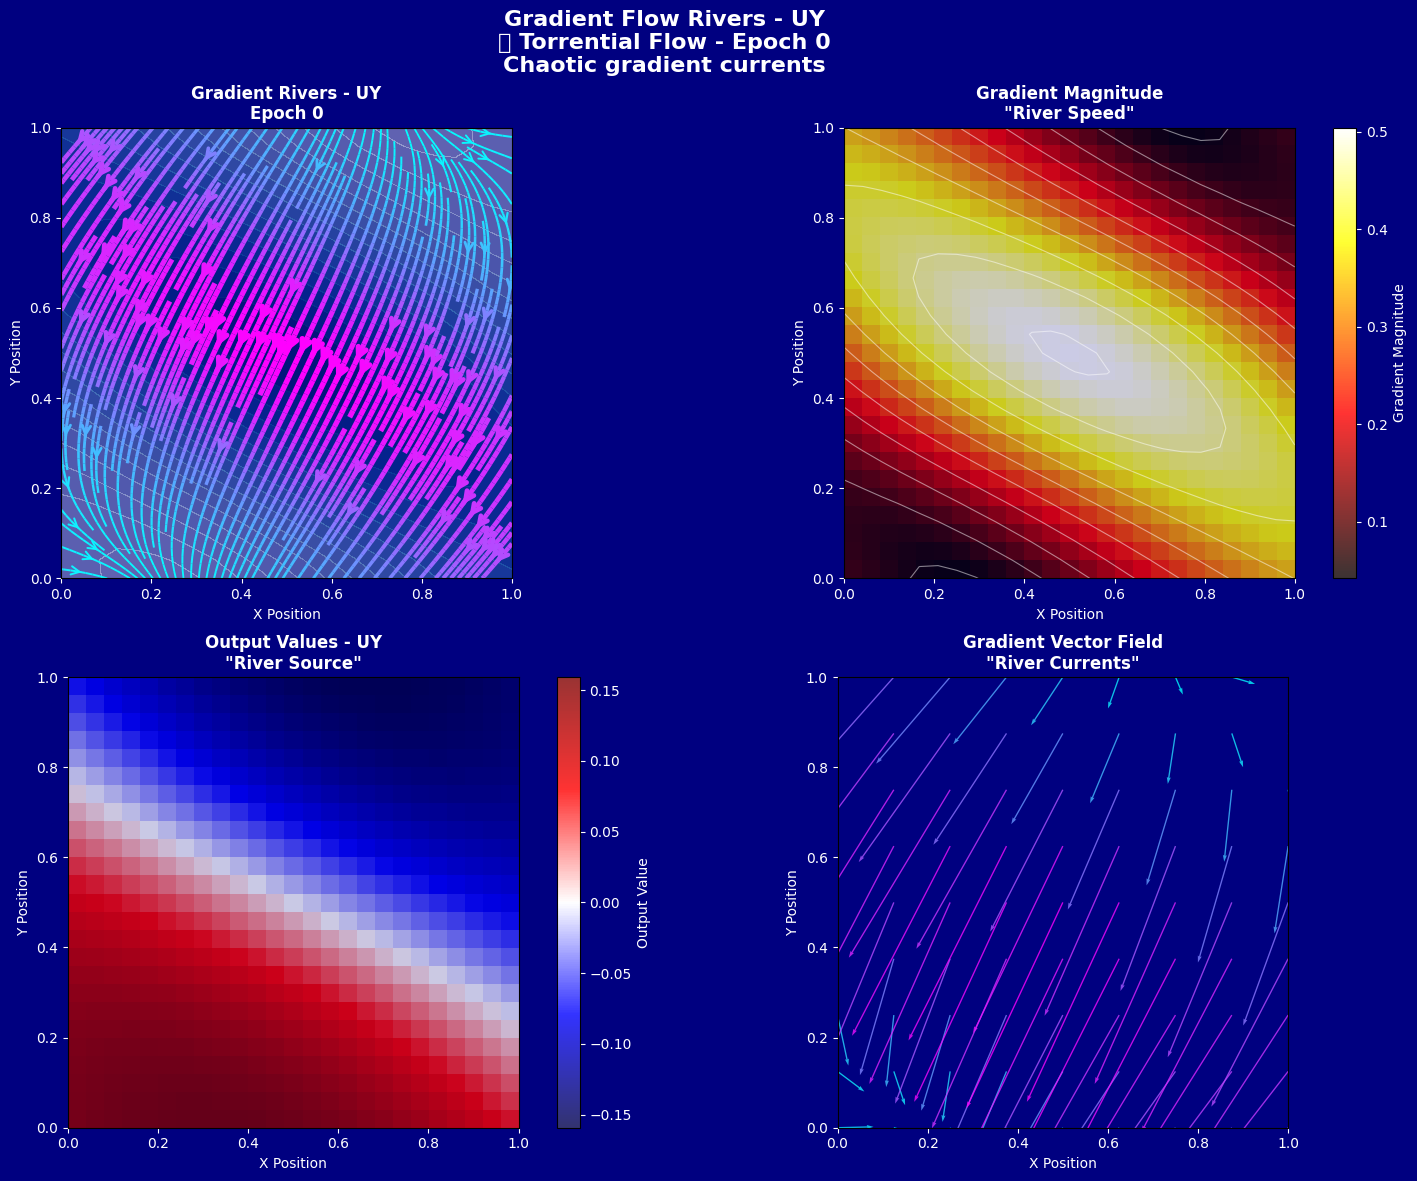 Gradient Flow Rivers - UY
Torrential Flow - Epoch 0
Chaotic gradient currents
Gradient Rivers - UY
Epoch 0
1.0
0.8
0.6
0.4
0.2
0.0
Y Position
0.0 0.2 0.4 0.6 0.8 1.0
X Position
Gradient Magnitude
"River Speed"
1.0
0.8
0.6
0.4
0.2
0.0
Y Position
0.0 0.2 0.4 0.6 0.8 1.0
X Position
0.5
0.4
0.3
0.2
0.1
Gradient Magnitude
Output Values - UY
"River Source"
1.0
0.8
0.6
0.4
0.2
0.0
Y Position
0.0 0.2 0.4 0.6 0.8 1.0
X Position
0.15
0.10
0.05
0.00
−0.05
−0.10
−0.15
Output Value
Gradient Vector Field
"River Currents"
1.0
0.8
0.6
0.4
0.2
0.0
Y Position
0.0 0.2 0.4 0.6 0.8 1.0
X Position